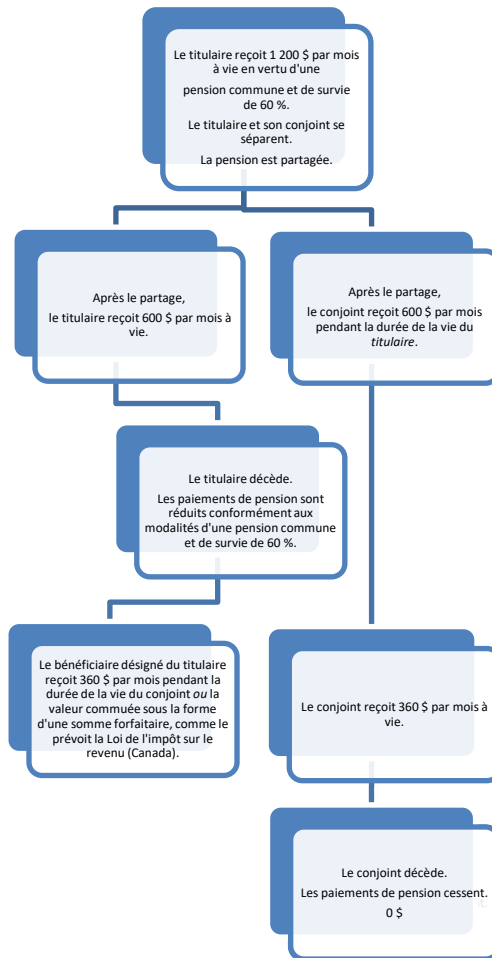 Le titulaire reçoit 1 200 $ par mois
à vie en vertu d'une
pension commune et de survie
de 60 %.
Le titulaire et son conjoint se
séparent.
La pension est partagée.
Après le partage,
le titulaire reçoit 600 $ par mois à
vie.
Après le partage,
le conjoint reçoit 600 $ par mois
pendant la durée de la vie du
titulaire.
Le titulaire décède.
Les paiements de pension sont
réduits conformément aux
modalités d'une pension commune
et de survie de 60 %.
Le bénéficiaire désigné du titulaire
reçoit 360 $ par mois pendant la
durée de la vie du conjoint ou la
valeur commuée sous la forme
d'une somme forfaitaire, comme le
prévoit la Loi de l'impôt sur le
revenu (Canada).
Le conjoint reçoit 360 $ par mois à
vie.
Le conjoint décède.
Les paiements de pension cessent.
0 $